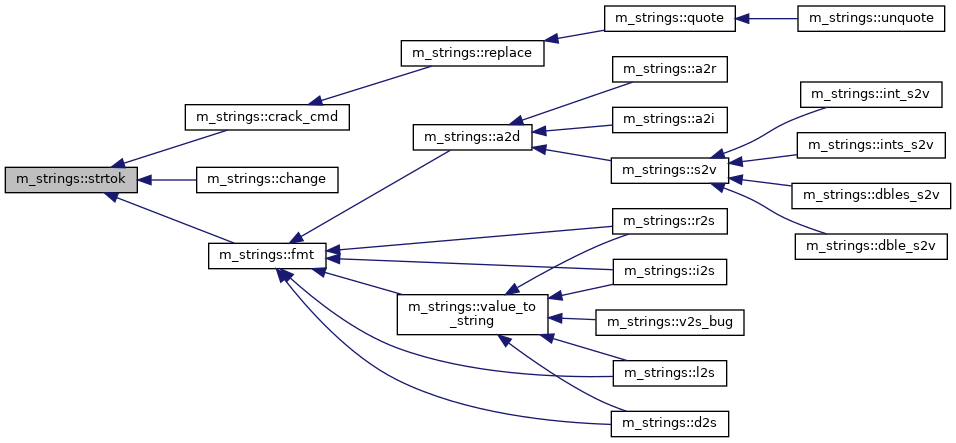 m_strings::quote
m_strings::unquote
m_strings::replace
m_strings::a2r
m_strings::int_s2v
m_strings::crack_cmd
m_strings::a2i
m_strings::a2d
m_strings::ints_s2v
m_strings::s2v
m_strings::strtok
m_strings::change
m_strings::dbles_s2v
m_strings::r2s
m_strings::dble_s2v
m_strings::fmt
m_strings::i2s
m_strings::value_to
_string
m_strings::v2s_bug
m_strings::l2s
m_strings::d2s